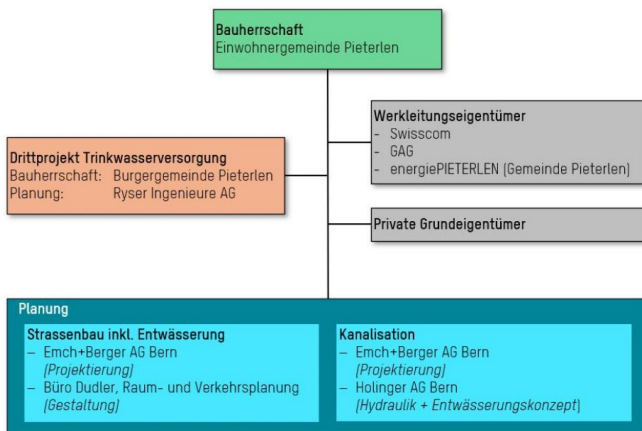 Bauherrschaft
Einwohnergemeinde Pieterlen
Werkleitungseigentümer
- Swisscom
- GAG
- energiePIETERLEN (Gemeinde Pieterlen)
Drittprojekt Trinkwasserversorgung
Bauherrschaft: Burgergemeinde Pieterlen
Planung: Ryser Ingenieure AG
Private Grundeigentümer
Planung
Strassenbau inkl. Entwässerung
– Emch+Berger AG Bern
(Projektierung)
– Büro Dudler, Raum- und Verkehrsplanung
(Gestaltung)
Kanalisation
– Emch+Berger AG Bern
(Projektierung)
– Holinger AG Bern
(Hydraulik + Entwässerungskonzept)